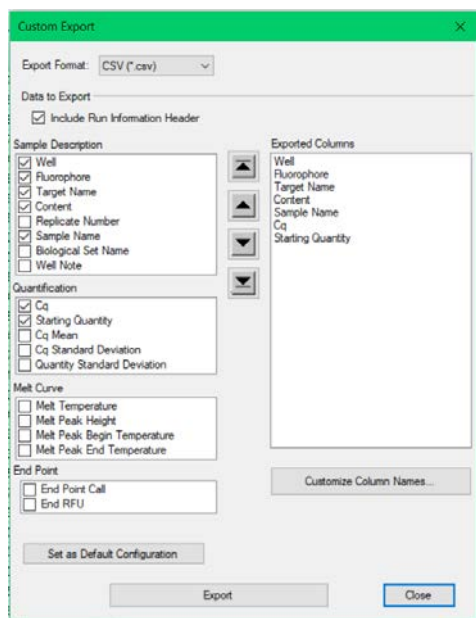 Custom Export
Export Format: CSV (*.csv)
Data to Export
Include Run Information Header
Sample Description
Well
Fluorophore
Target Name
Content
Replicate Number
Sample Name
Biological Set Name
Well Note
Quantification
Cq
Starting Quantity
Cq Mean
Cq Standard Deviation
Quantity Standard Deviation
Melt Curve
Melt Temperature
Melt Peak Height
Melt Peak Begin Temperature
Melt Peak End Temperature
End Point
End Point Call
End RFU
Exported Columns
Well
Fluorophore
Target Name
Content
Sample Name
Cq
Starting Quantity
Customize Column Names...
Set as Default Configuration
Export
Close